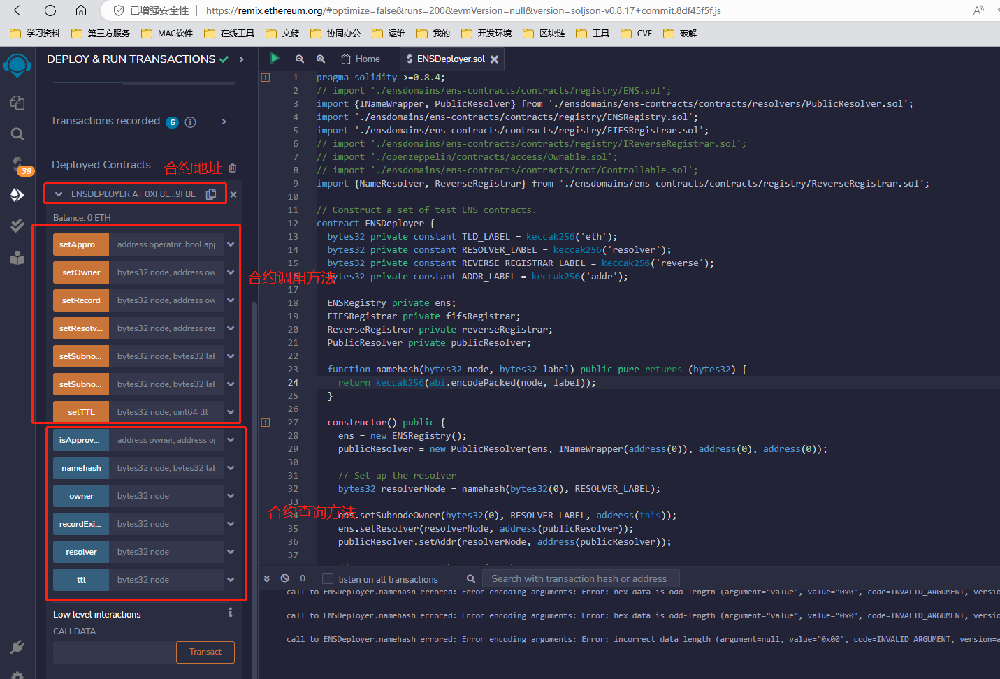 已增强安全性
https://remix.ethereum.org/#optimize=false&runs=200&evmVersion=null&version=soljson-v0.8.17+commit.8df45f5f.js
学习资料
第三方服务
MAC软件
在线工具
文储
协同办公
运维
我的
开发环境
区块链
工具
CVE
破解
DEPLOY & RUN TRANSACTIONS
Transactions recorded 6
39
Deployed Contracts
合约地址
ENSDEPLOYER AT 0XF8E...9FBE
Balance: 0 ETH
setAppro... address operator, bool app
setOwner bytes32 node, address ow
合约调用方法
setRecord bytes32 node, address ow
setResolv... bytes32 node, address res
setSubno... bytes32 node, bytes32 lab
setSubno... bytes32 node, bytes32 lab
setTTL bytes32 node, uint64 ttl
isApprov... address owner, address op
namehash bytes32 node, bytes32 lab
owner bytes32 node
合约查询方法
recordExi... bytes32 node
resolver bytes32 node
ttl bytes32 node
Low level interactions
CALLDATA
Transact
Home
ENSDeployer.sol
1 pragma solidity >=0.8.4;
2 // import './ensdomains/ens-contracts/contracts/registry/ENS.sol';
3 import {INameWrapper, PublicResolver} from './ensdomains/ens-contracts/contracts/resolvers/PublicResolver.sol';
4 import './ensdomains/ens-contracts/contracts/registry/ENSRegistry.sol';
5 import './ensdomains/ens-contracts/contracts/registry/FIFSRegistrar.sol';
6 // import './ensdomains/ens-contracts/contracts/registry/IReverseRegistrar.sol';
7 // import './openzeppelin/contracts/access/Ownable.sol';
8 // import './ensdomains/ens-contracts/contracts/root/Controllable.sol';
9 import {NameResolver, ReverseRegistrar} from './ensdomains/ens-contracts/contracts/registry/ReverseRegistrar.sol';
10
11 // Construct a set of test ENS contracts.
12 contract ENSDeployer {
13 bytes32 private constant TLD_LABEL = keccak256('eth');
14 bytes32 private constant RESOLVER_LABEL = keccak256('resolver');
15 bytes32 private constant REVERSE_REGISTRAR_LABEL = keccak256('reverse');
16 bytes32 private constant ADDR_LABEL = keccak256('addr');
17
18 ENSRegistry private ens;
19 FIFSRegistrar private fifsRegistrar;
20 ReverseRegistrar private reverseRegistrar;
21 PublicResolver private publicResolver;
22
23 function namehash(bytes32 node, bytes32 label) public pure returns (bytes32) {
24 return keccak256(abi.encodePacked(node, label));
25 }
26
27 constructor() public {
28 ens = new ENSRegistry();
29 publicResolver = new PublicResolver(ens, INameWrapper(address(0)), address(0), address(0));
30
31 // Set up the resolver
32 bytes32 resolverNode = namehash(bytes32(0), RESOLVER_LABEL);
33
34 ens.setSubnodeOwner(bytes32(0), RESOLVER_LABEL, address(this));
35 ens.setResolver(resolverNode, address(publicResolver));
36 publicResolver.setAddr(resolverNode, address(publicResolver));
37
0
listen on all transactions
Search with transaction hash or address
call to ENSDeployer.namehash errored: Error encoding arguments: Error: hex data is odd-length (argument="value", value="0x0", code=INVALID_ARGUMENT, versio
call to ENSDeployer.namehash errored: Error encoding arguments: Error: hex data is odd-length (argument="value", value="0x0", code=INVALID_ARGUMENT, versio
call to ENSDeployer.namehash errored: Error encoding arguments: Error: incorrect data length (argument=null, value="0x00", code=INVALID_ARGUMENT, version=a